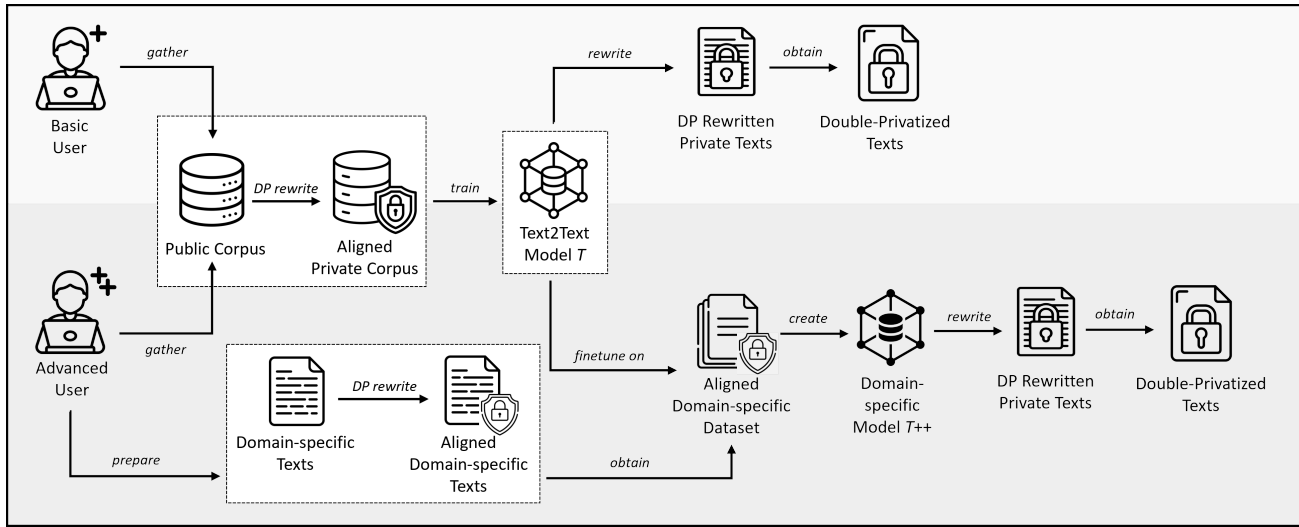 gather
Basic
User
DP rewrite
Public Corpus
Aligned
Private Corpus
train
Text2Text
Model T
rewrite
DP Rewritten
Private Texts
obtain
Double-Privatized
Texts
Advanced
User
gather
prepare
DP rewrite
Domain-specific
Texts
Aligned
Domain-specific
Texts
obtain
finetune on
Aligned
Domain-specific
Dataset
create
Domain-
specific
Model T++
rewrite
DP Rewritten
Private Texts
obtain
Double-Privatized
Texts